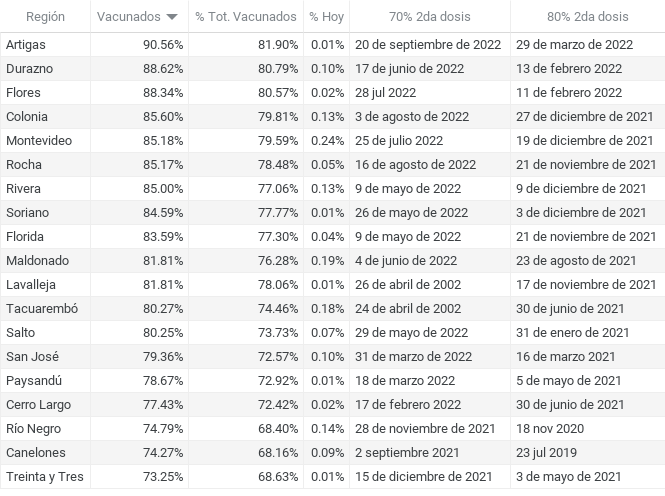 Región Vacunados % Tot. Vacunados % Hoy 70% 2da dosis 80% 2da dosis
Artigas 90.56% 81.90% 0.01% 20 de septiembre de 2022 29 de marzo de 2022
Durazno 88.62% 80.79% 0.10% 17 de junio de 2022 13 de febrero 2022
Flores 88.34% 80.57% 0.02% 28 jul 2022 11 de febrero 2022
Colonia 85.60% 79.81% 0.13% 3 de agosto de 2022 27 de diciembre de 2021
Montevideo 85.18% 79.59% 0.24% 25 de julio 2022 19 de diciembre de 2021
Rocha 85.17% 78.48% 0.05% 16 de agosto de 2022 21 de noviembre de 2021
Rivera 85.00% 77.06% 0.13% 9 de mayo de 2022 9 de diciembre de 2021
Soriano 84.59% 77.77% 0.01% 26 de mayo de 2022 3 de diciembre de 2021
Florida 83.59% 77.30% 0.04% 9 de mayo de 2022 21 de noviembre de 2021
Maldonado 81.81% 76.28% 0.19% 4 de junio de 2022 23 de agosto de 2021
Lavalleja 81.81% 78.06% 0.01% 26 de abril de 2002 17 de noviembre de 2021
Tacuarembó 80.27% 74.46% 0.18% 24 de abril de 2002 30 de junio de 2021
Salto 80.25% 73.73% 0.07% 29 de mayo de 2022 31 de enero de 2021
San José 79.36% 72.57% 0.10% 31 de marzo de 2022 16 de marzo 2021
Paysandú 78.67% 72.92% 0.01% 18 de marzo 2022 5 de mayo de 2021
Cerro Largo 77.43% 72.42% 0.02% 17 de febrero de 2022 30 de junio de 2021
Río Negro 74.79% 68.40% 0.14% 28 de noviembre de 2021 18 nov 2020
Canelones 74.27% 68.16% 0.09% 2 septiembre 2021 23 jul 2019
Treinta y Tres 73.25% 68.63% 0.01% 15 de diciembre de 2021 3 de mayo de 2021